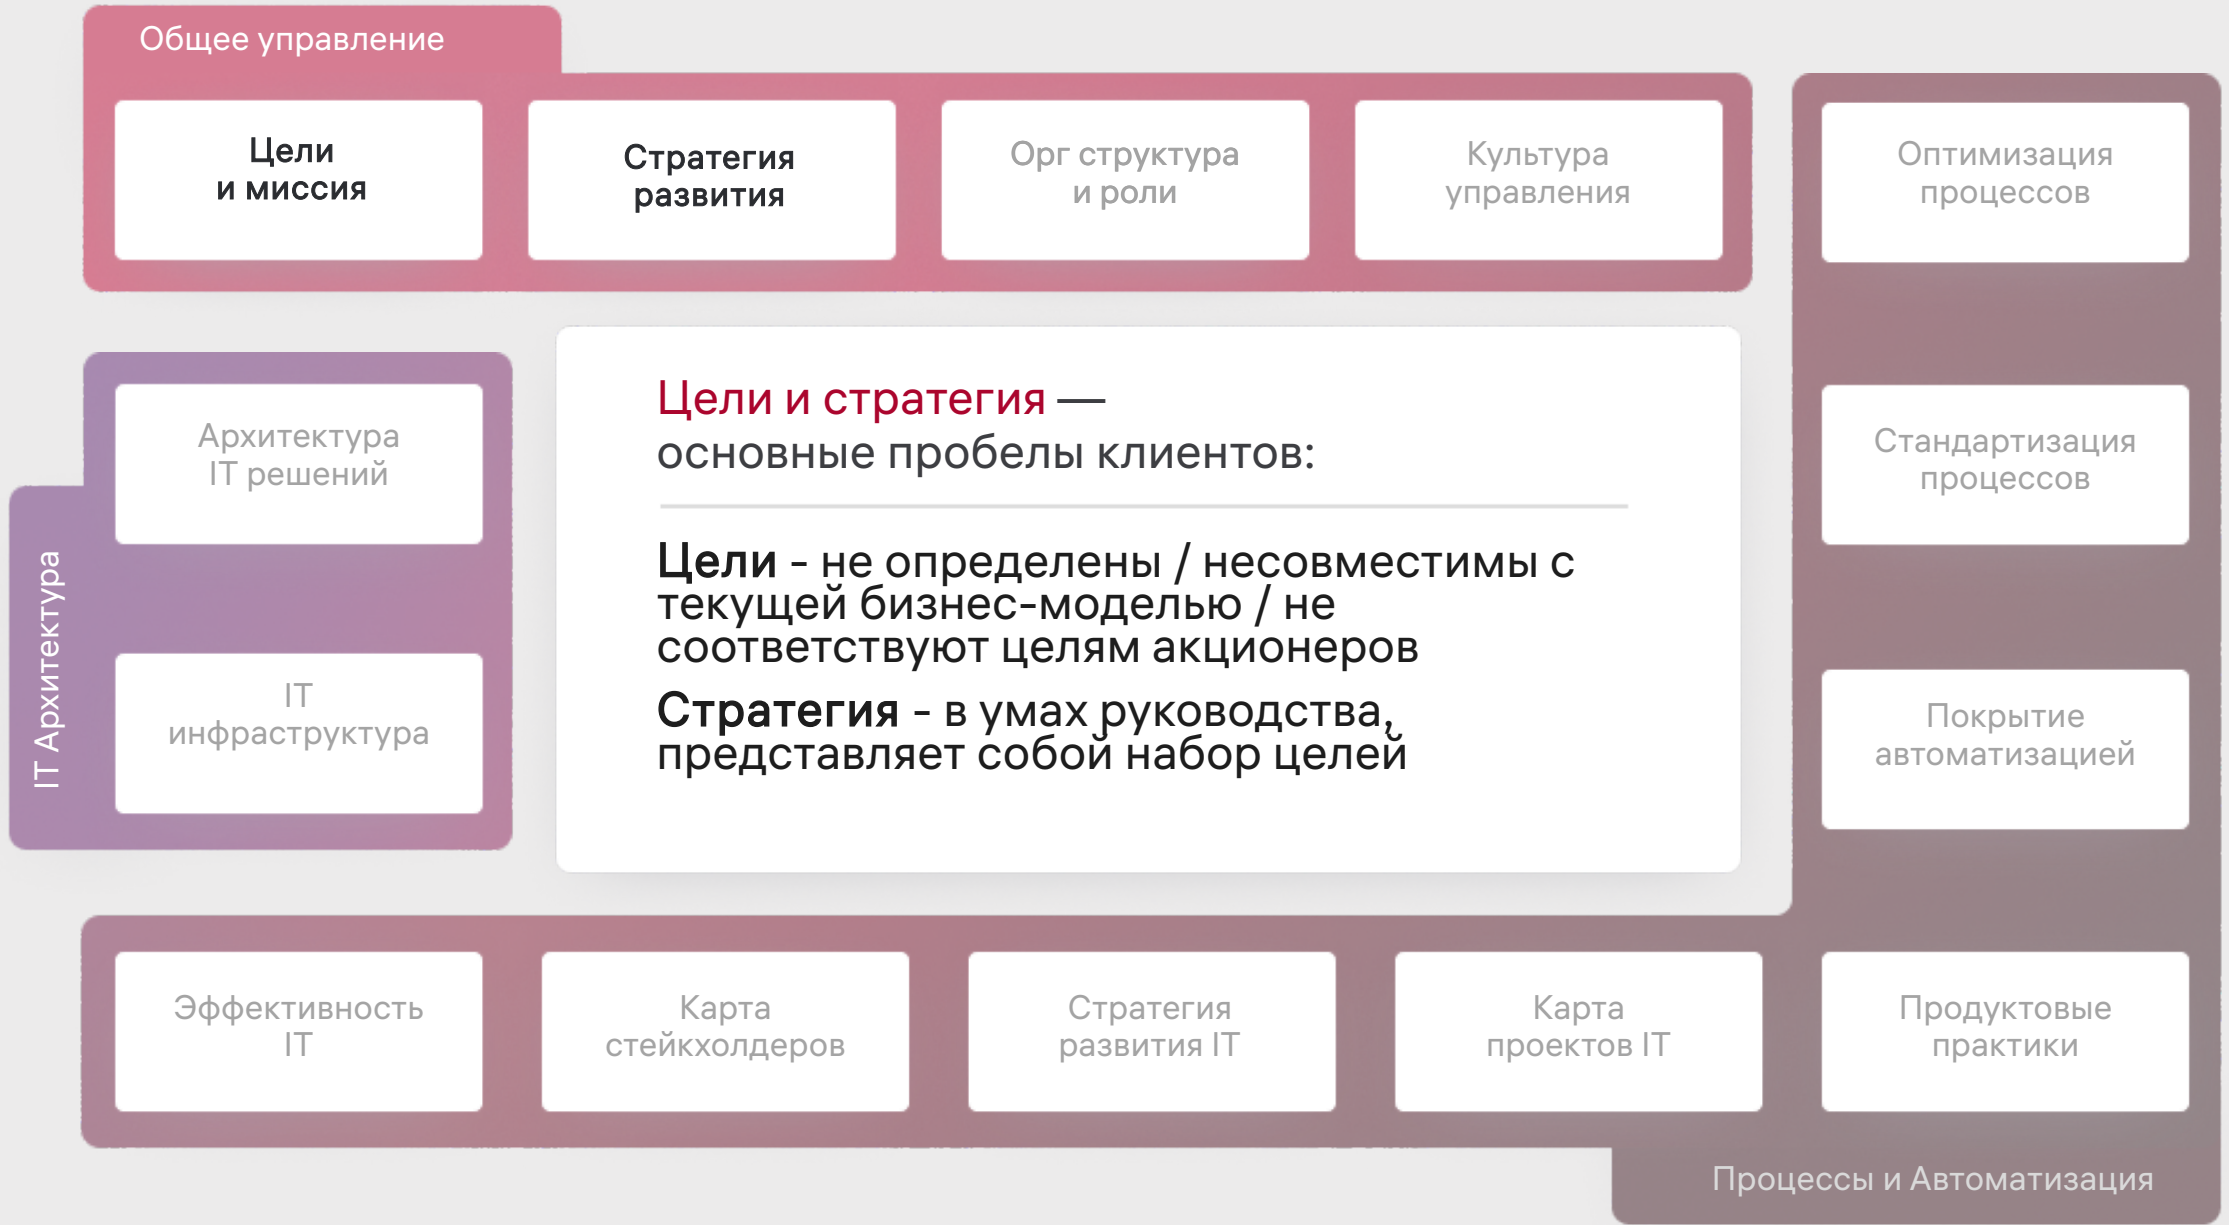 Общее управление
Цели
и миссия
Стратегия
развития
Орг структура
и роли
Культура
управления
Оптимизация
процессов
IT Архитектура
Архитектура
IT решений
IT
инфраструктура
Цели и стратегия —
основные пробелы клиентов:
Цели - не определены / несовместимы с
текущей бизнес-моделью / не
соответствуют целям акционеров
Стратегия - в умах руководства,
представляет собой набор целей
Стандартизация
процессов
Покрытие
автоматизацией
Эффективность
IT
Карта
стейкхолдеров
Стратегия
развития IT
Карта
проектов IT
Продуктовые
практики
Процессы и Автоматизация